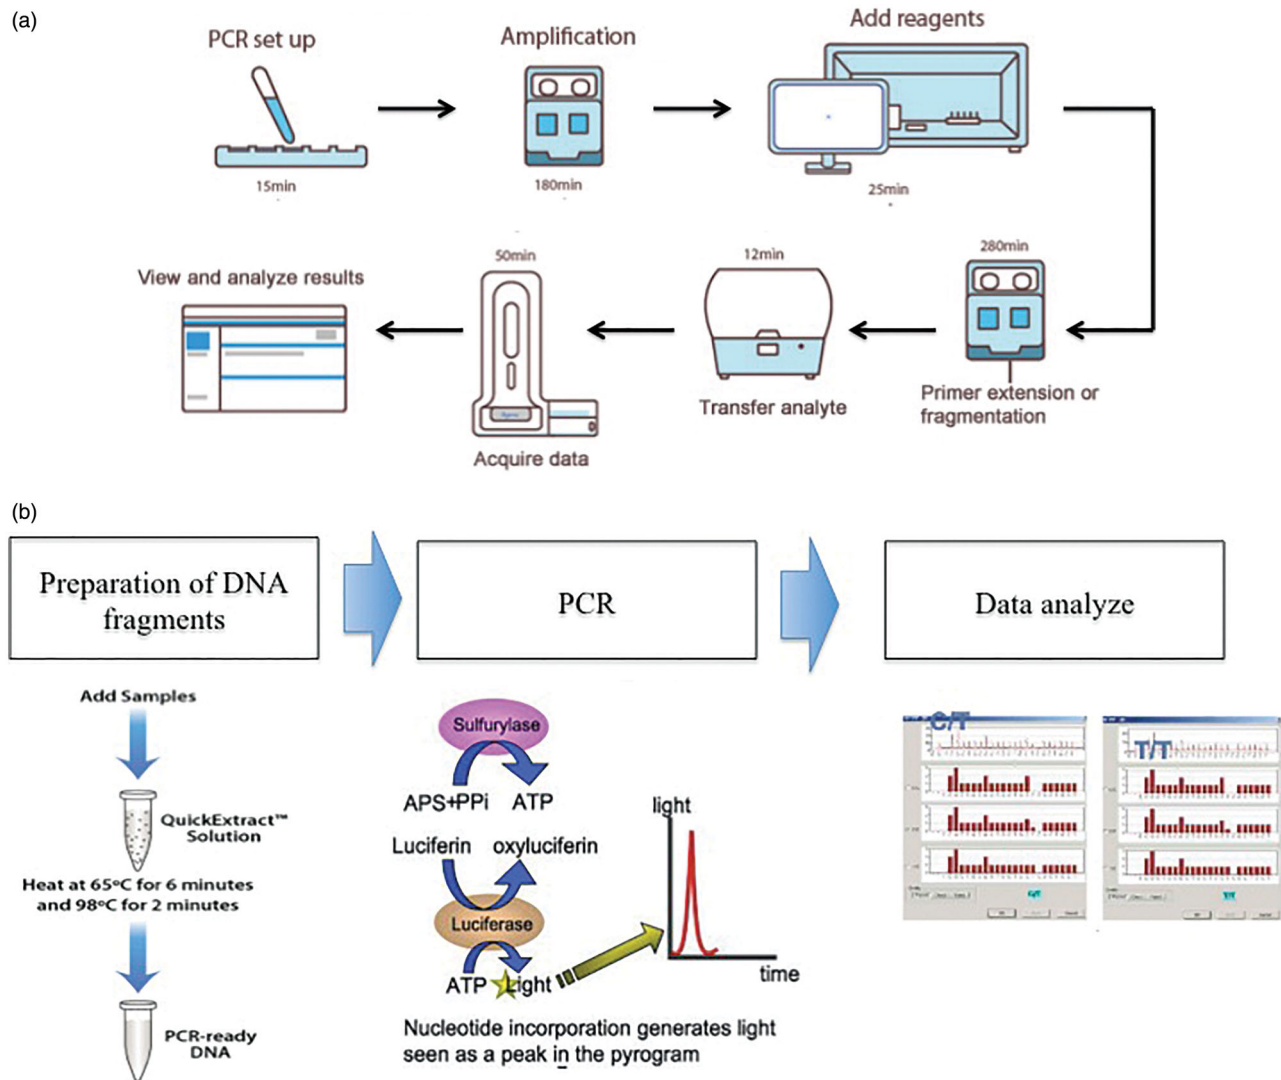 (a)
PCR set up
Amplification
Add reagents
15min
180min
25min
50min
12min
280min
View and analyze results
Transfer analyte
Primer extension or
fragmentation
Acquire data
(b)
Preparation of DNA
fragments
PCR
Data analyze
Add Samples
QuickExtract™
Solution
Heat at 65ºC for 6 minutes
and 98ºC for 2 minutes
PCR-ready
DNA
Sulfurylase
APS+PPi ATP
Luciferin oxyluciferin
Luciferase
ATP Light
light
time
Nucleotide incorporation generates light
seen as a peak in the pyrogram
C/T
T/T